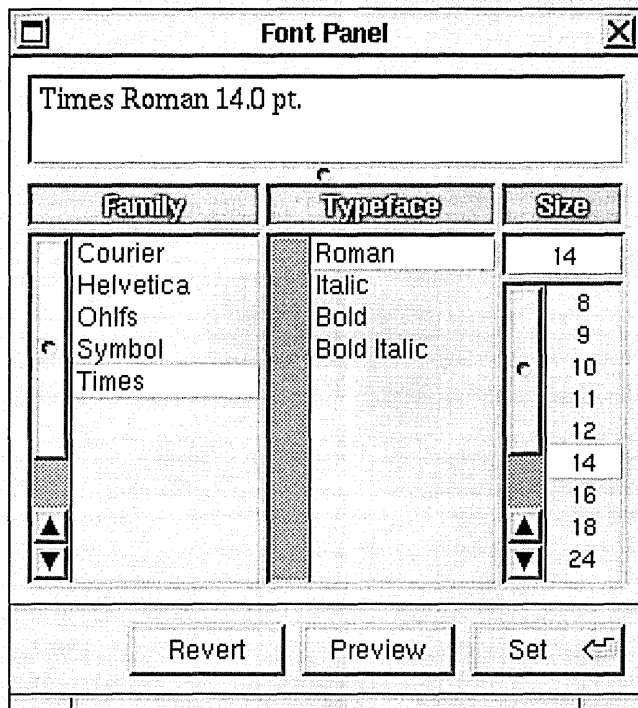 Font Panel
Times Roman 14.0 pt.
Family
Typeface
Size
Courier
Helvetica
Ohlfs
Symbol
Times
Roman
Italic
Bold
Bold Italic
14
8
9
10
11
12
14
16
18
24
Revert
Preview
Set